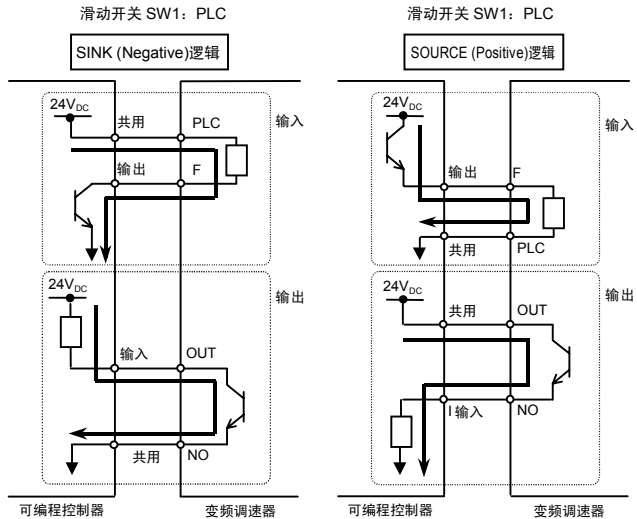 滑动开关 SW1：PLC
SINK (Negative)逻辑
24VDC
共用
PLC
输入
输出
F
24VDC
输出
输入
OUT
共用
NO
可编程控制器
变频调速器
滑动开关 SW1：PLC
SOURCE (Positive)逻辑
24VDC
输入
输出
F
共用
PLC
24VDC
输出
共用
OUT
I 输入
NO
可编程控制器
变频调速器